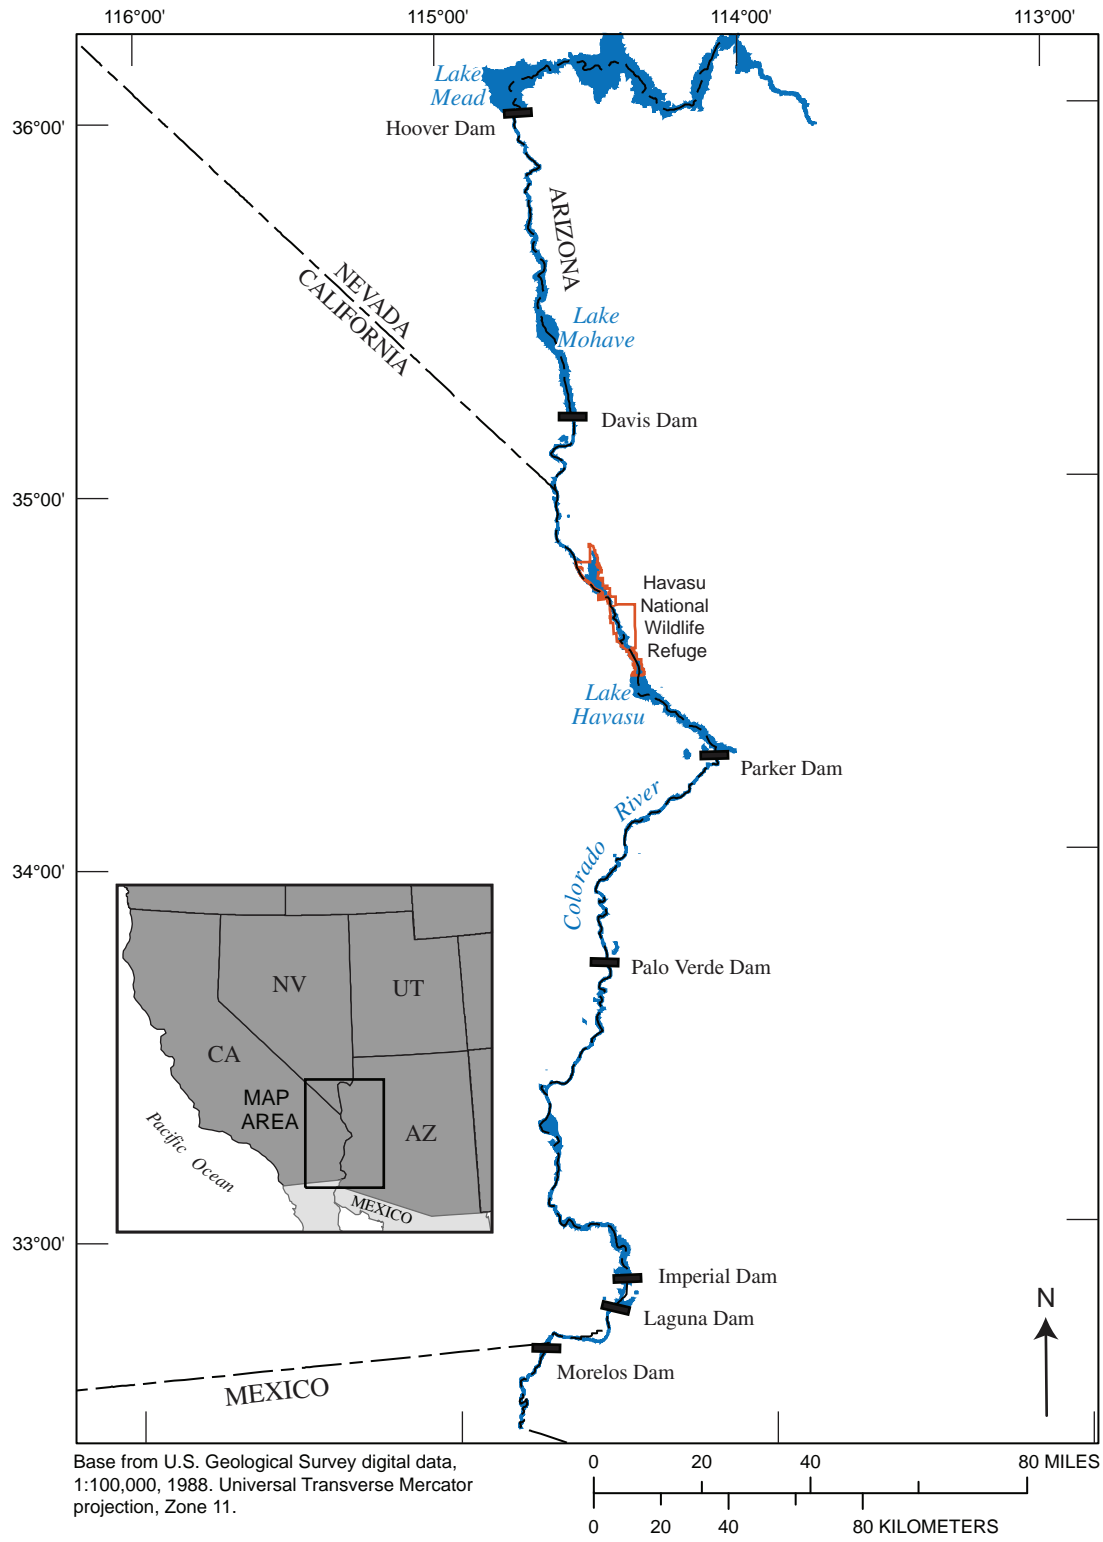 116°00'
115°00'
114°00'
113°00'
Lake
Mead
Hoover Dam
36°00'
ARIZONA
NEVADA
CALIFORNIA
Lake
Mohave
Davis Dam
35°00'
Havasu
National
Wildlife
Refuge
Lake
Havasu
Parker Dam
Colorado River
34°00'
Palo Verde Dam
NV
UT
CA
MAP
AREA
AZ
Pacific Ocean
MEXICO
33°00'
Imperial Dam
Laguna Dam
Morelos Dam
MEXICO
N
Base from U.S. Geological Survey digital data,
1:100,000, 1988. Universal Transverse Mercator
projection, Zone 11.
0 20 40 80 MILES
0 20 40 80 KILOMETERS